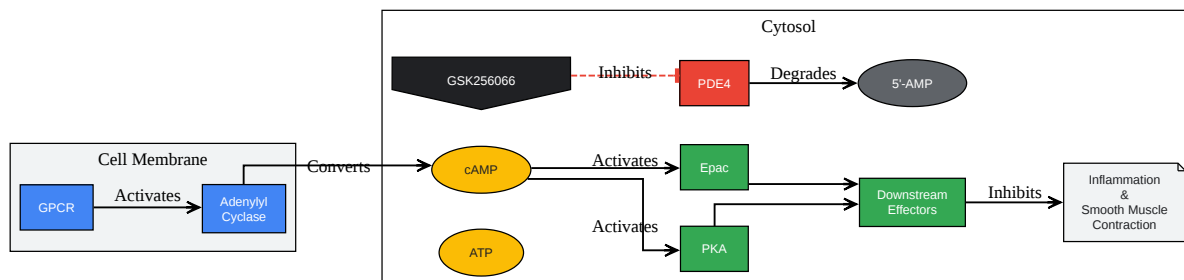 Cytosol
GSK256066
Inhibits
PDE4
Degrades
5'-AMP
Cell Membrane
GPCR
Activates
Adenylyl
Cyclase
Converts
cAMP
Activates
Epac
Activates
PKA
ATP
Downstream
Effectors
Inhibits
Inflammation
&
Smooth Muscle
Contraction